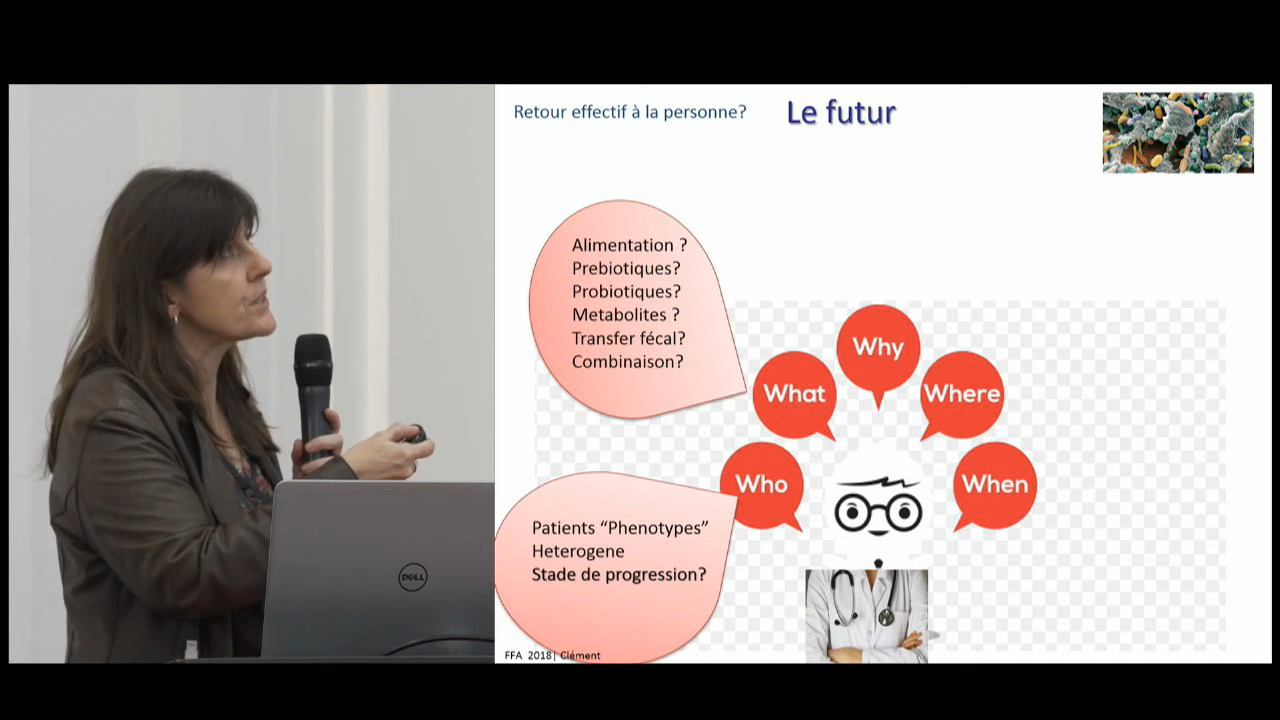 Retour effectif à la personne?
Le futur
Alimentation ?
Prebiotiques?
Probiotiques?
Metabolites ?
Transfer fécal?
Combinaison?
Why
What
Where
Who
When
Patients “Phenotypes”
Heterogene
Stade de progression?
DELL
FFA 2018| Clément